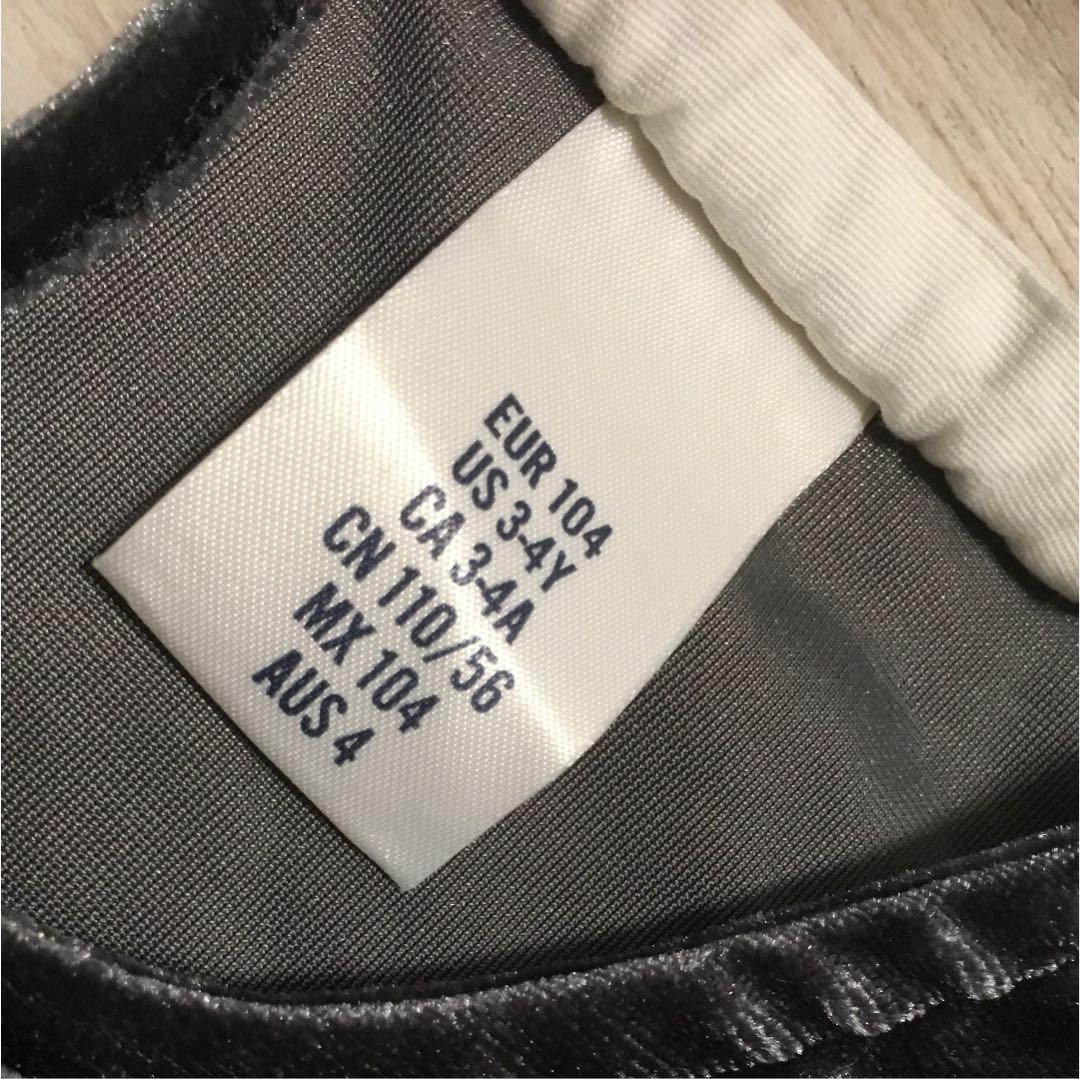 EUR 104
US 3-4Y
CA 3-4A
CN 110/56
MX 104
AUS 4